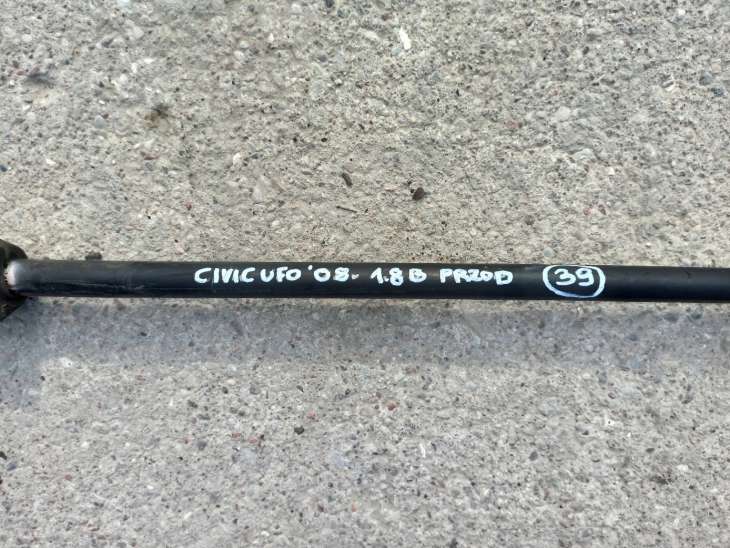 CIVIC UFO '08. 1.8B PRZOD 39